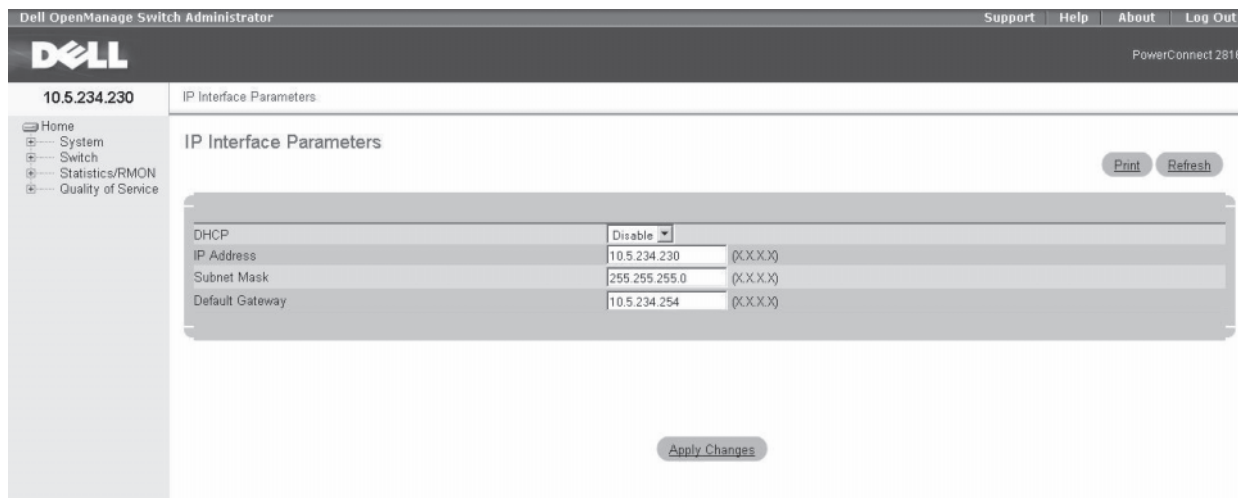 Dell OpenManage Switch Administrator
Support | Help | About | Log Out
DELL
PowerConnect 2816
10.5.234.230
IP Interface Parameters
Home
System
Switch
Statistics/RMON
Quality of Service
IP Interface Parameters
Print Refresh
DHCP Disable
IP Address 10.5.234.230 (X.X.X.X)
Subnet Mask 255.255.255.0 (X.X.X.X)
Default Gateway 10.5.234.254 (X.X.X.X)
Apply Changes